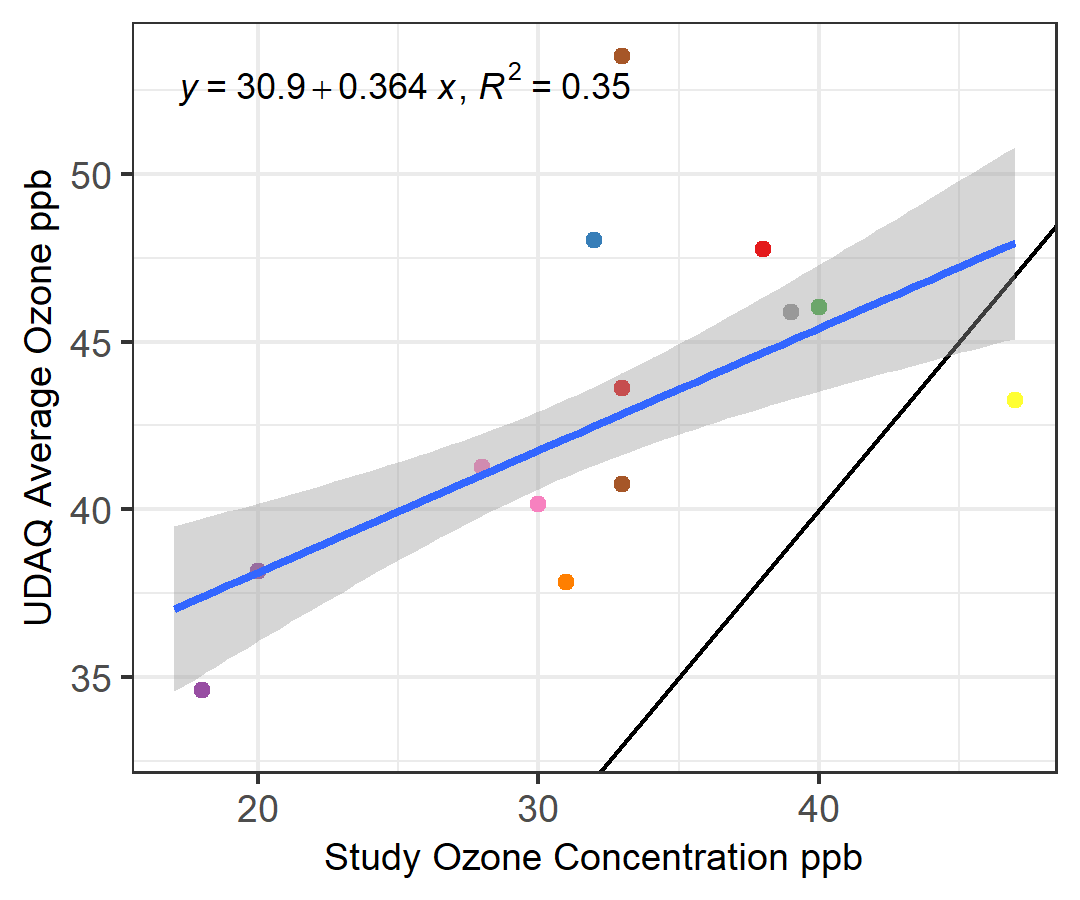 y = 30.9 + 0.364 x, R² = 0.35
UDAQ Average Ozone ppb
50
45
40
35
20 30 40
Study Ozone Concentration ppb